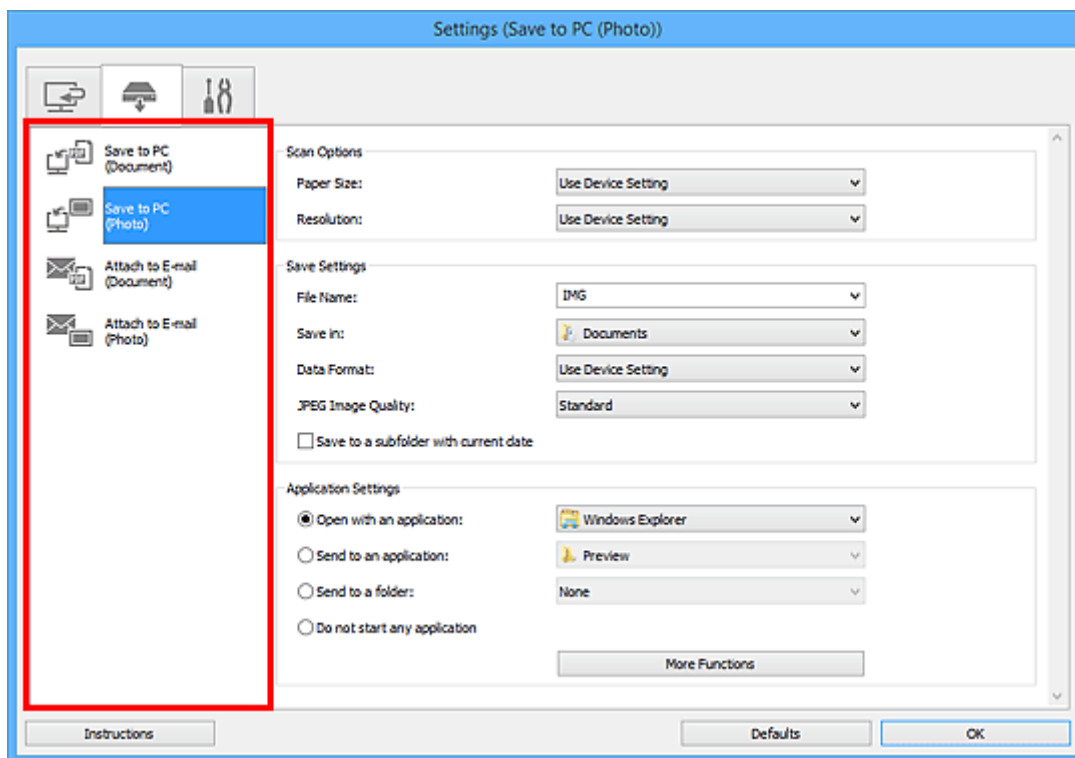 Settings (Save to PC (Photo))
Save to PC
(Document)
Save to PC
(Photo)
Attach to E-mail
(Document)
Attach to E-mail
(Photo)
Scan Options
Paper Size: Use Device Setting
Resolution: Use Device Setting
Save Settings
File Name: IMG
Save in: Documents
Data Format: Use Device Setting
JPEG Image Quality: Standard
Save to a subfolder with current date
Application Settings
Open with an application: Windows Explorer
Send to an application: Preview
Send to a folder: None
Do not start any application
More Functions
Instructions Defaults OK